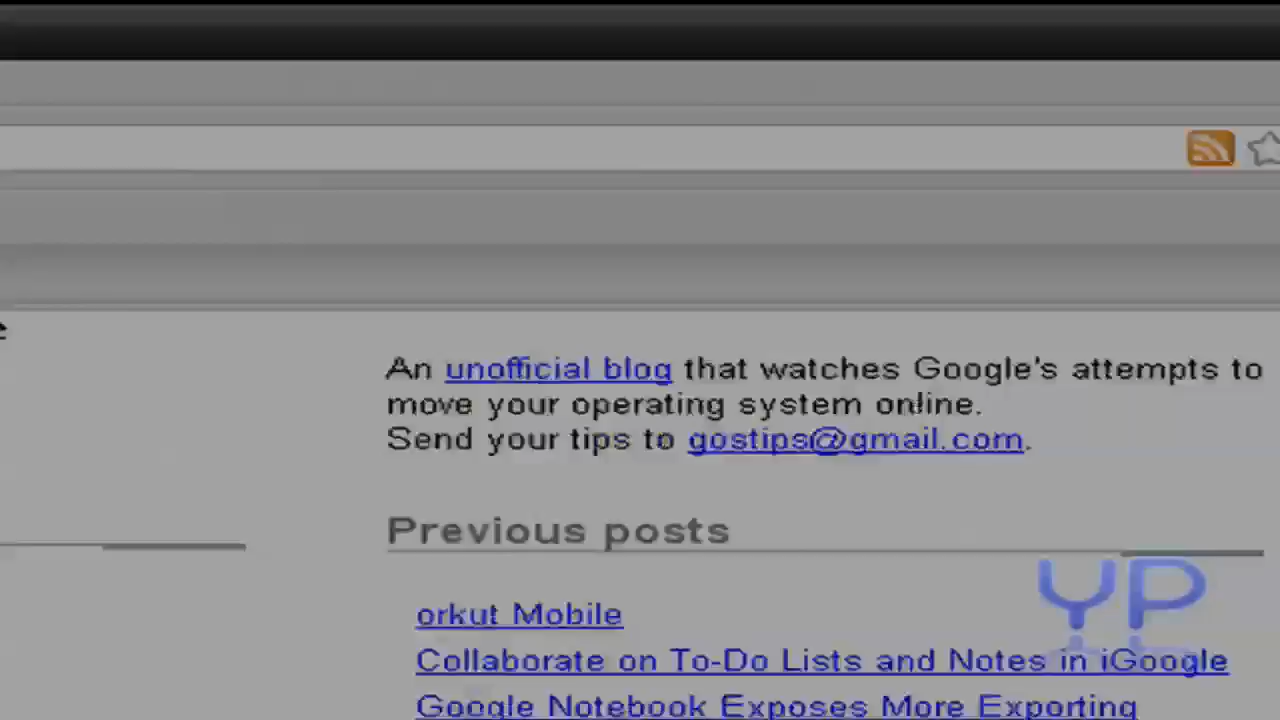 An unofficial blog that watches Google's attempts to
move your operating system online.
Send your tips to gostips@gmail.com.
Previous posts
orkut Mobile
Collaborate on To-Do Lists and Notes in iGoogle
Google Notebook Exposes More Exporting
YP